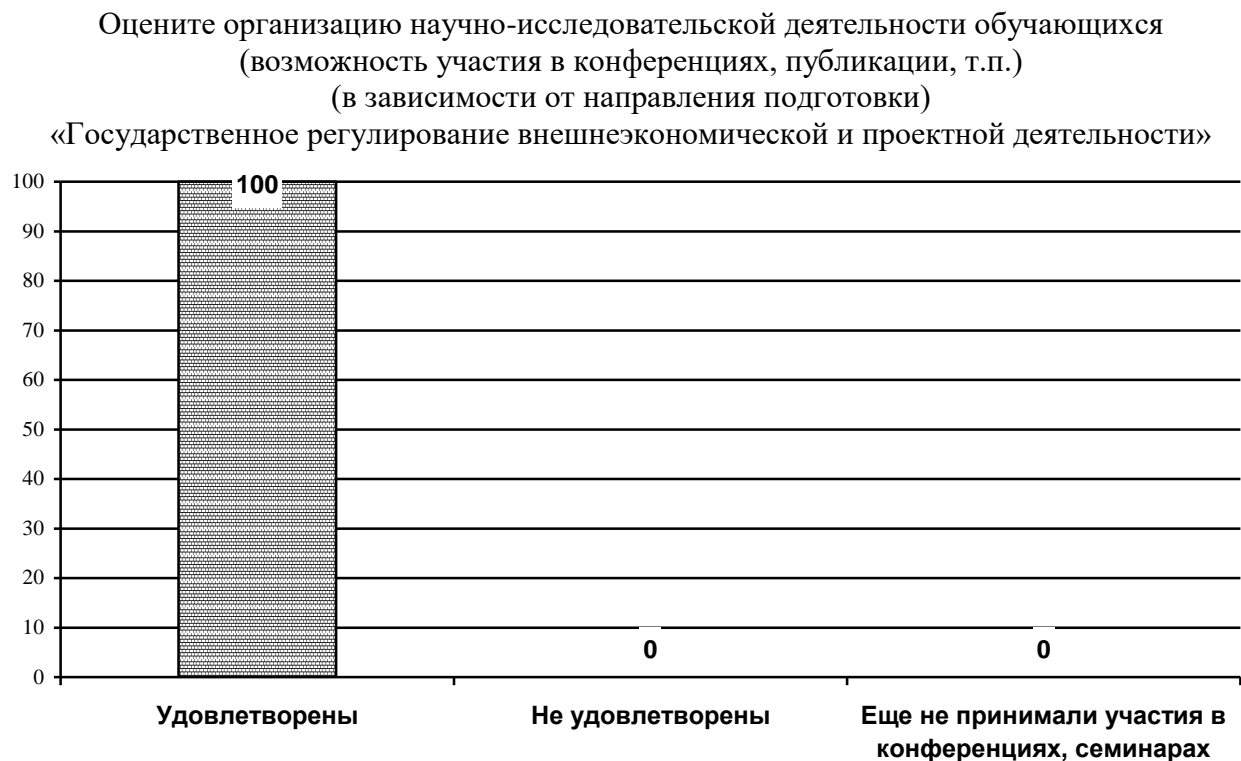 Оцените организацию научно-исследовательской деятельности обучающихся
(возможность участия в конференциях, публикации, т.п.)
(в зависимости от направления подготовки)
«Государственное регулирование внешнеэкономической и проектной деятельности»
100
90
80
70
60
50
40
30
20
10
0
100
0
0
Удовлетворены
Не удовлетворены
Еще не принимали участия в
конференциях, семинарах